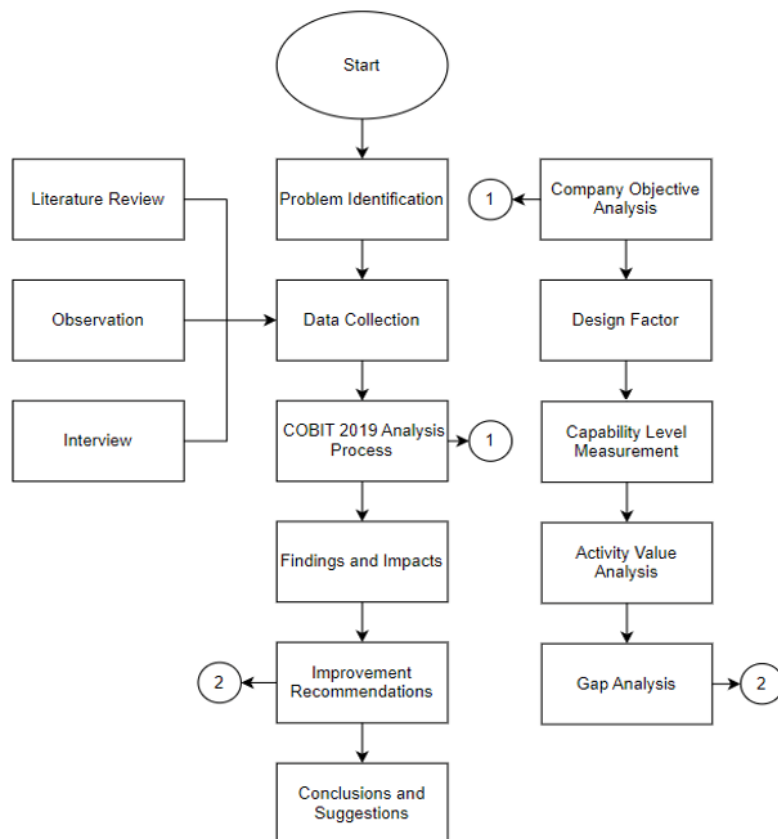 Start
Literature Review
Problem Identification
1
Company Objective
Analysis
Observation
Data Collection
Design Factor
Interview
COBIT 2019 Analysis
Process
1
Capability Level
Measurement
Findings and Impacts
Activity Value
Analysis
2
Improvement
Recommendations
Gap Analysis
2
Conclusions and
Suggestions